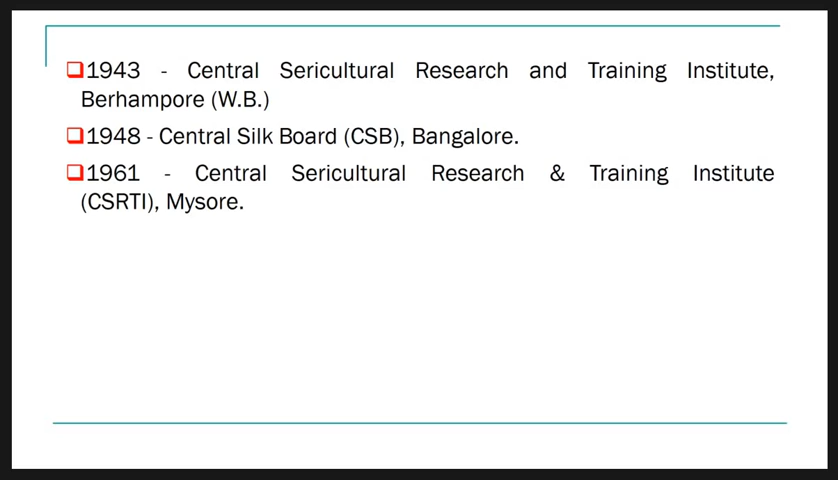 1943 - Central Sericultural Research and Training Institute,
Berhampore (W.B.)
1948 - Central Silk Board (CSB), Bangalore.
1961 - Central Sericultural Research & Training Institute
(CSRTI), Mysore.